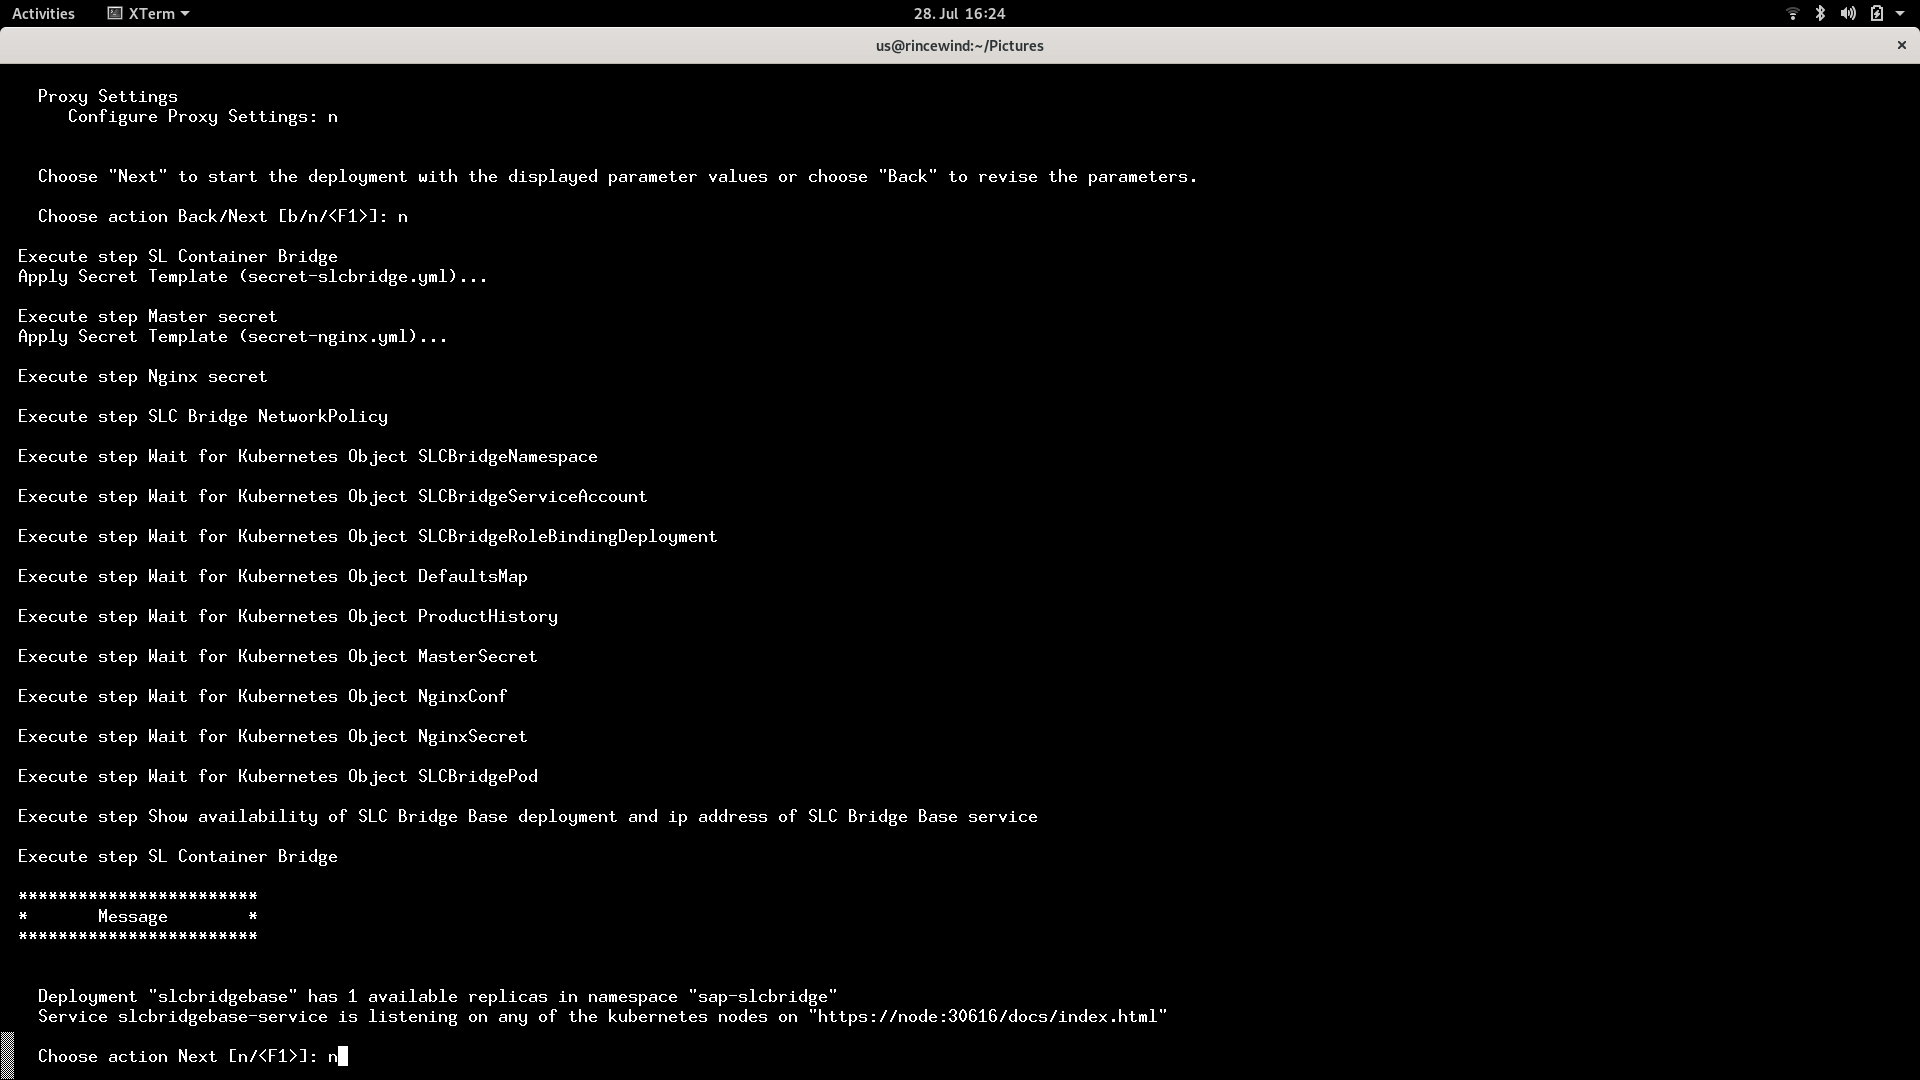 Activities XTerm 28. Jul 16:24
us@rincewind:~/Pictures ×
Proxy Settings
Configure Proxy Settings: n
Choose "Next" to start the deployment with the displayed parameter values or choose "Back" to revise the parameters.
Choose action Back/Next [b/n/<F1>]: n
Execute step SL Container Bridge
Apply Secret Template (secret-slcbridge.yml)...
Execute step Master secret
Apply Secret Template (secret-nginx.yml)...
Execute step Nginx secret
Execute step SLC Bridge NetworkPolicy
Execute step Wait for Kubernetes Object SLCBridgeNamespace
Execute step Wait for Kubernetes Object SLCBridgeServiceAccount
Execute step Wait for Kubernetes Object SLCBridgeRoleBindingDeployment
Execute step Wait for Kubernetes Object DefaultsMap
Execute step Wait for Kubernetes Object ProductHistory
Execute step Wait for Kubernetes Object MasterSecret
Execute step Wait for Kubernetes Object NginxConf
Execute step Wait for Kubernetes Object NginxSecret
Execute step Wait for Kubernetes Object SLCBridgePod
Execute step Show availability of SLC Bridge Base deployment and ip address of SLC Bridge Base service
Execute step SL Container Bridge
************************
*       Message        *
************************
Deployment "slcbridgebase" has 1 available replicas in namespace "sap-slcbridge"
Service slcbridgebase-service is listening on any of the kubernetes nodes on "https://node:30616/docs/index.html"
Choose action Next [n/<F1>]: n